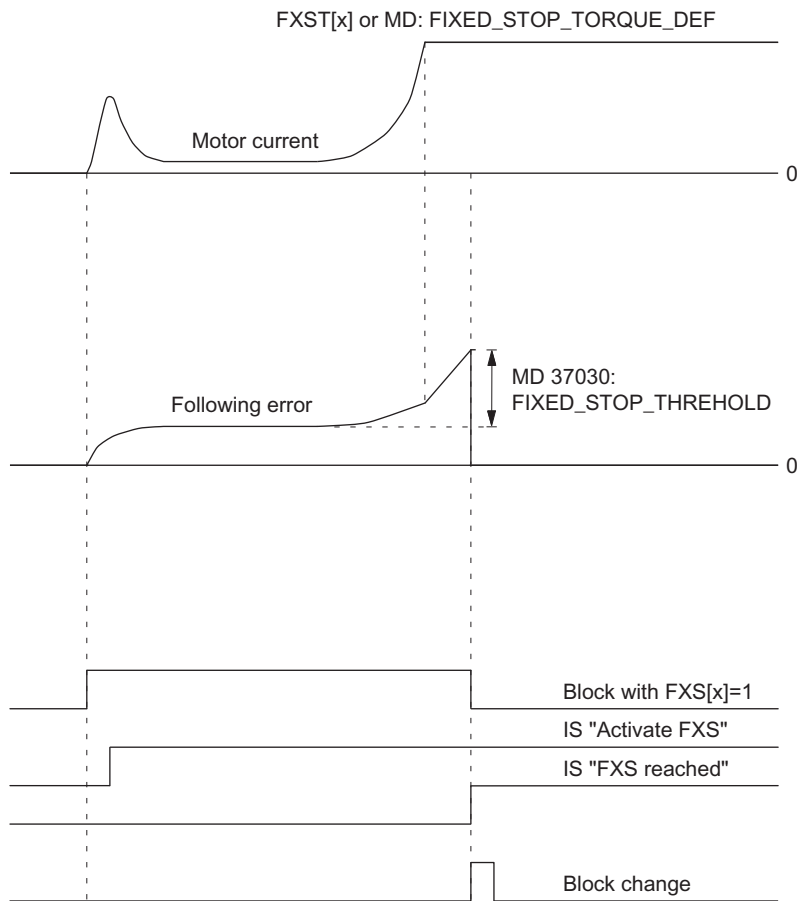 FXST[x] or MD: FIXED_STOP_TORQUE_DEF
Motor current
0
MD 37030:
FIXED_STOP_THREHOLD
Following error
0
Block with FXS[x]=1
IS "Activate FXS"
IS "FXS reached"
Block change